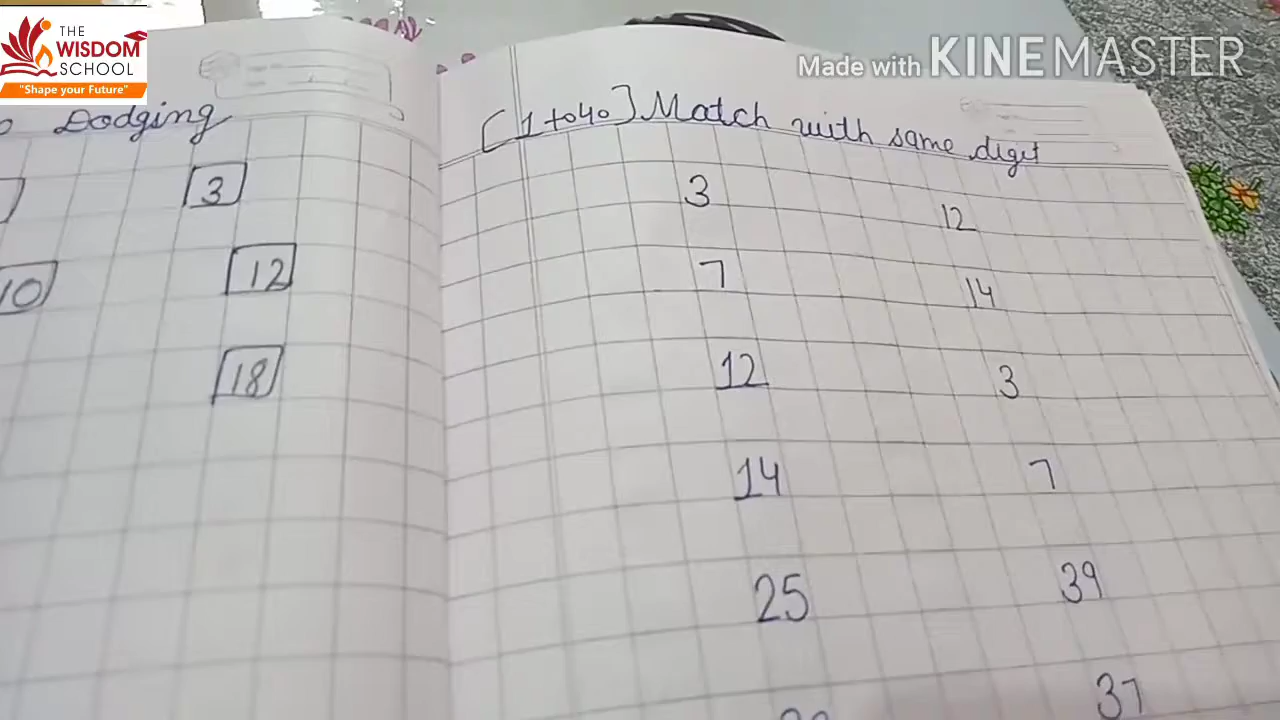 THE
WISDOM
SCHOOL
"Shape your Future"
Made with KINEMASTER
Dodging
3
10
12
18
[1 to 40] Match with same digit
3 12
7 14
12 3
14 7
25 39
37